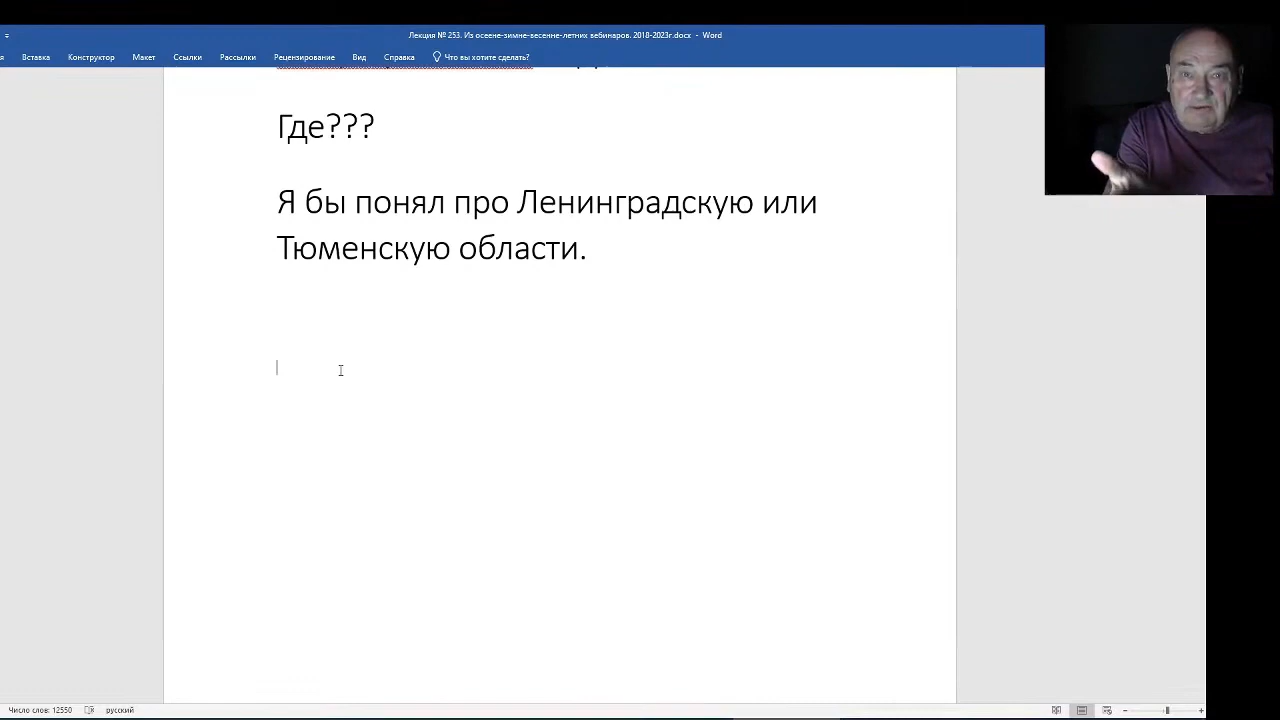 Лекция № 253. Из осеене-зимне-весенне-летних вебинаров. 2018-2023г.docx - Word
я Вставка Конструктор Макет Ссылки Рассылки Рецензирование Вид Справка Что вы хотите сделать?
Где???
Я бы понял про Ленинградскую или
Тюменскую области.
Число слов: 12550 русский